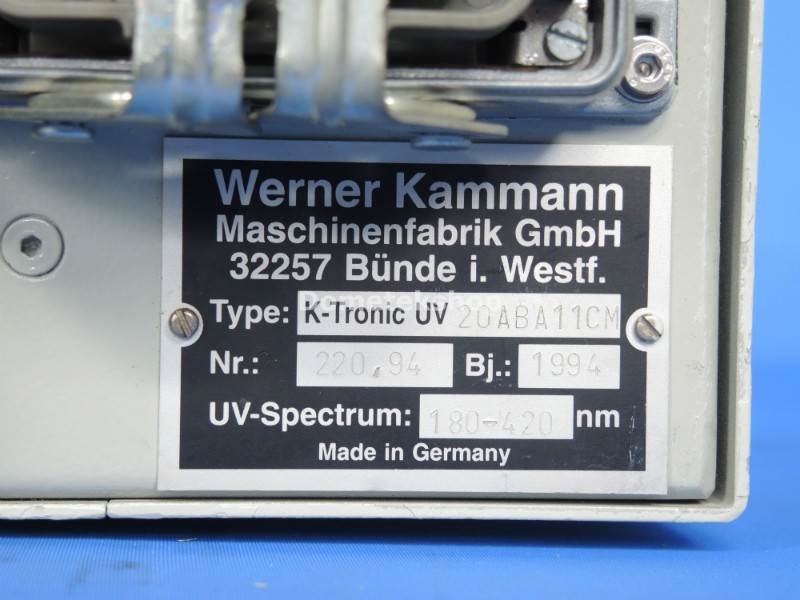 Werner Kammann
Maschinenfabrik GmbH
32257 Bünde i. Westf.
Type: K-Tronic UV 20ABA11CM
Nr.: 220.94 Bj.: 1994
UV-Spectrum: 180-420 nm
Made in Germany